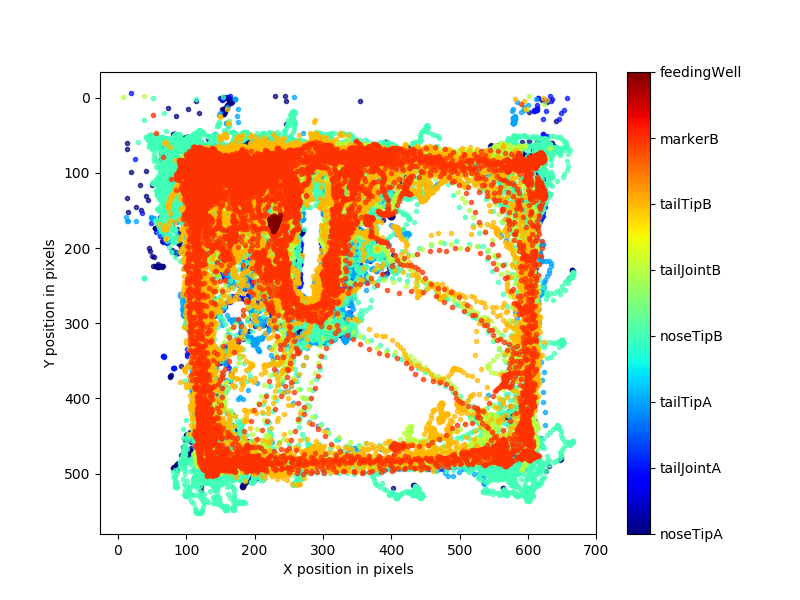 0
100
200
300
400
500
Y position in pixels
0
100
200
300
400
500
600
700
X position in pixels
feedingWell
markerB
tailTipB
tailJointB
noseTipB
tailTipA
tailJointA
noseTipA